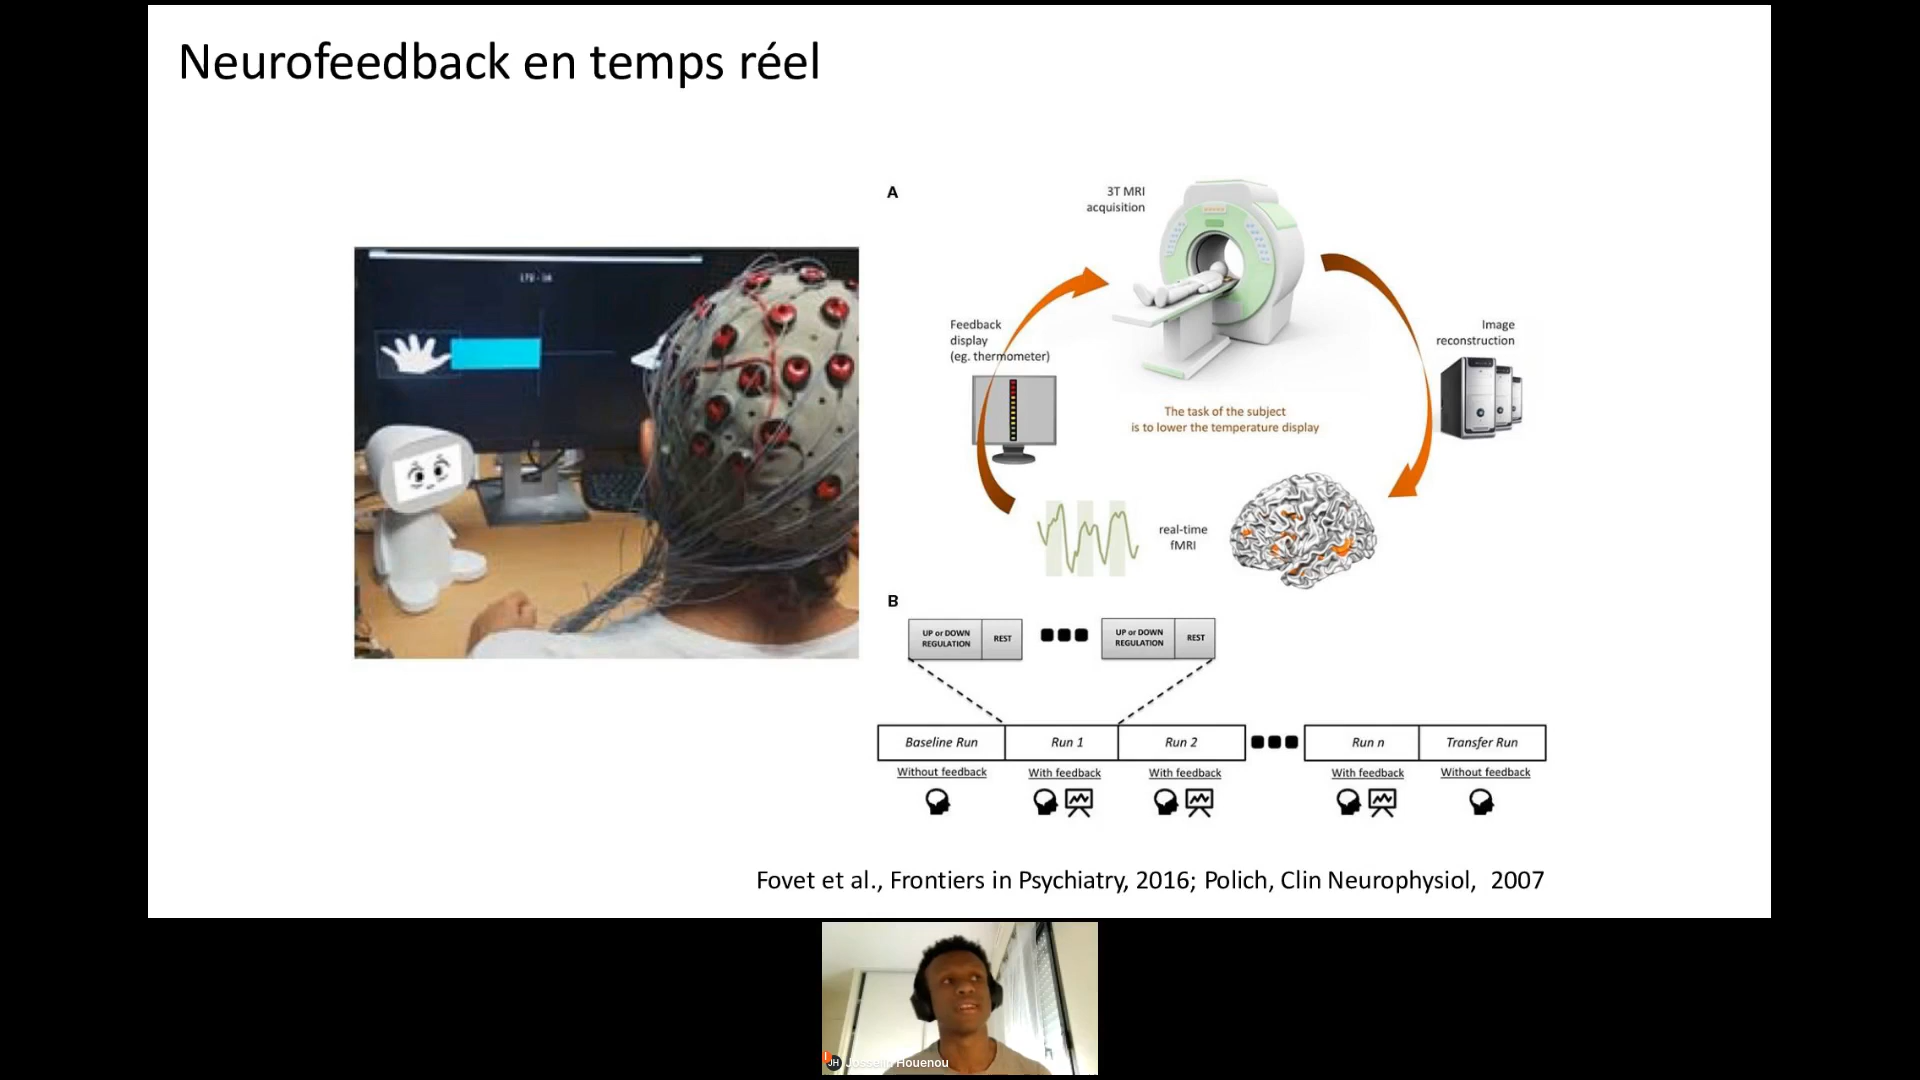 Neurofeedback en temps réel
A
3T MRI
acquisition
Feedback
display
(eg. thermometer)
Image
reconstruction
The task of the subject
is to lower the temperature display
real-time
fMRI
B
UP or DOWN
REGULATION
REST
UP or DOWN
REGULATION
REST
Baseline Run
Run 1
Run 2
Run n
Transfer Run
Without feedback
With feedback
With feedback
With feedback
Without feedback
Fovet et al., Frontiers in Psychiatry, 2016; Polich, Clin Neurophysiol, 2007
JH
Josselin Houenou